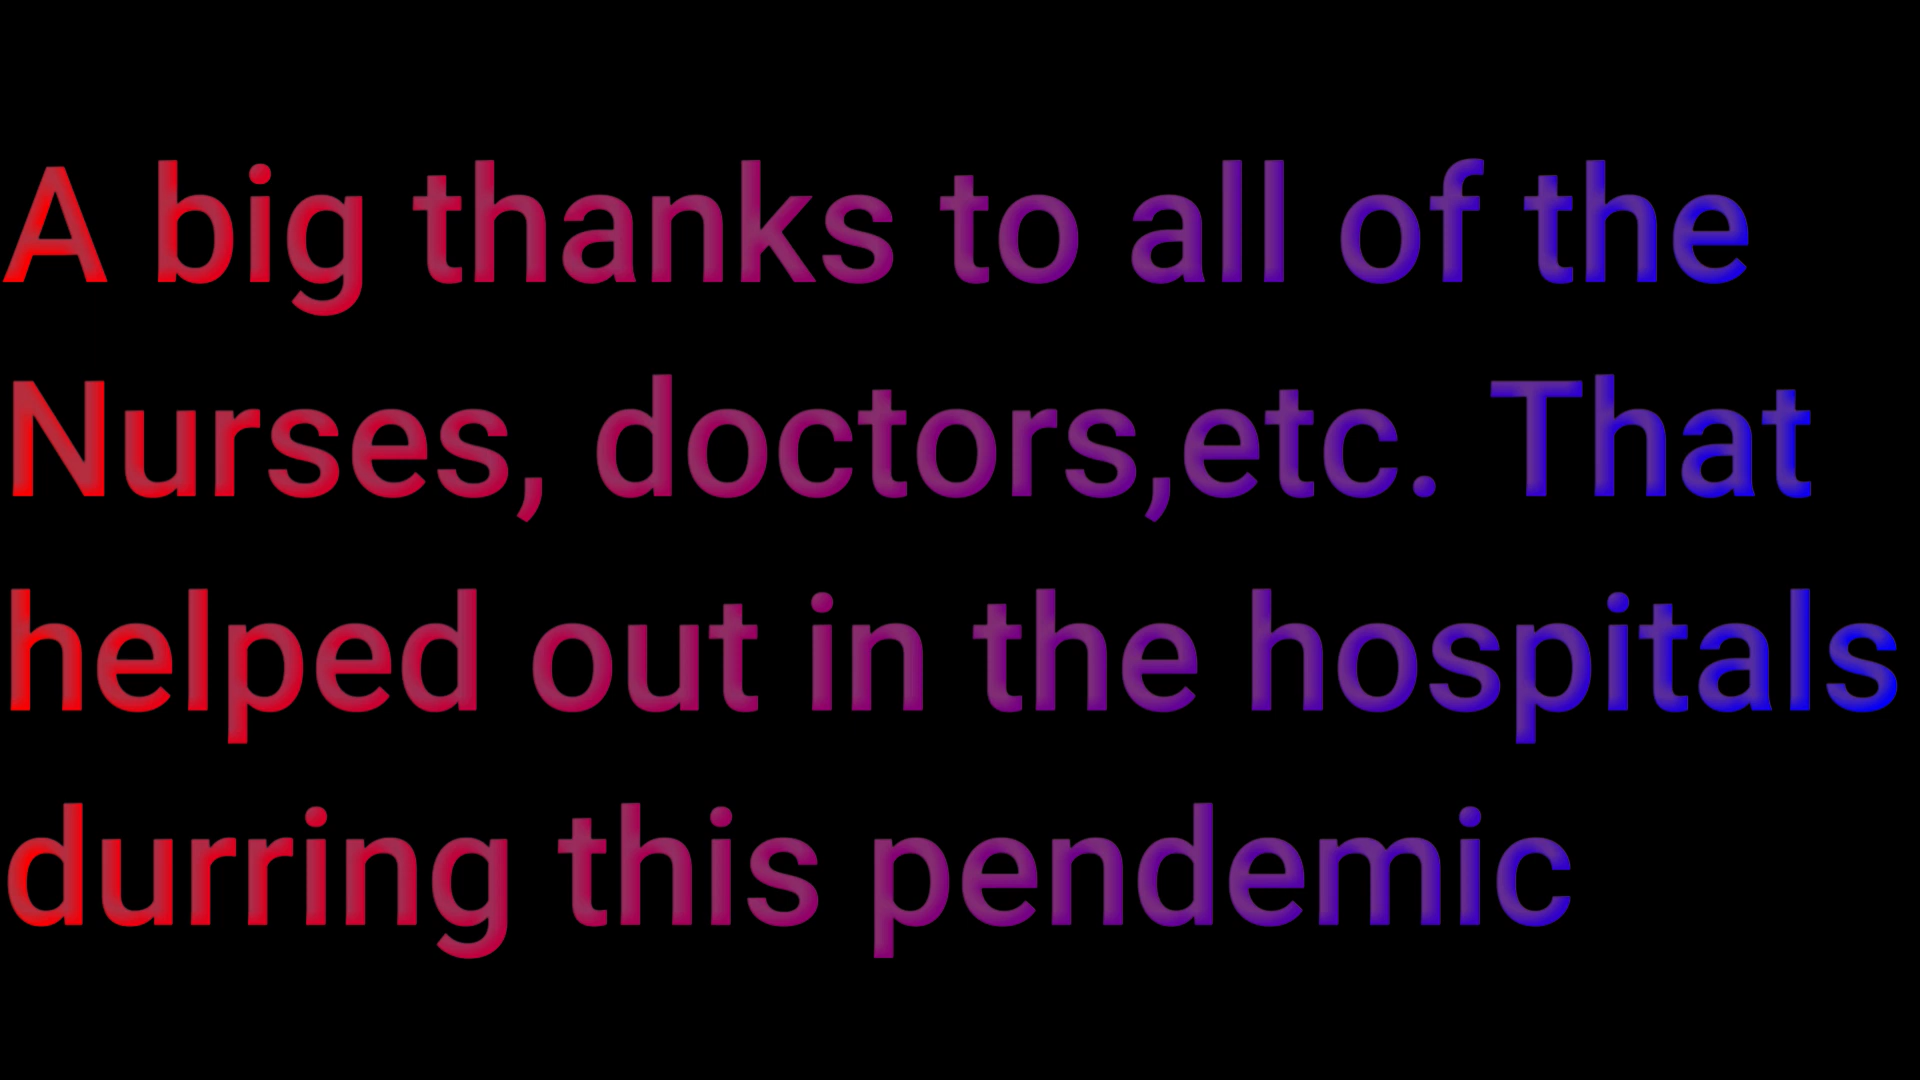 A big thanks to all of the
Nurses, doctors,etc. That
helped out in the hospitals
durring this pendemic